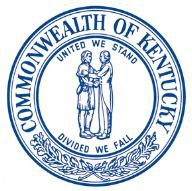 COMMONWEALTH OF KENTUCKY
UNITED WE STAND
DIVIDED WE FALL